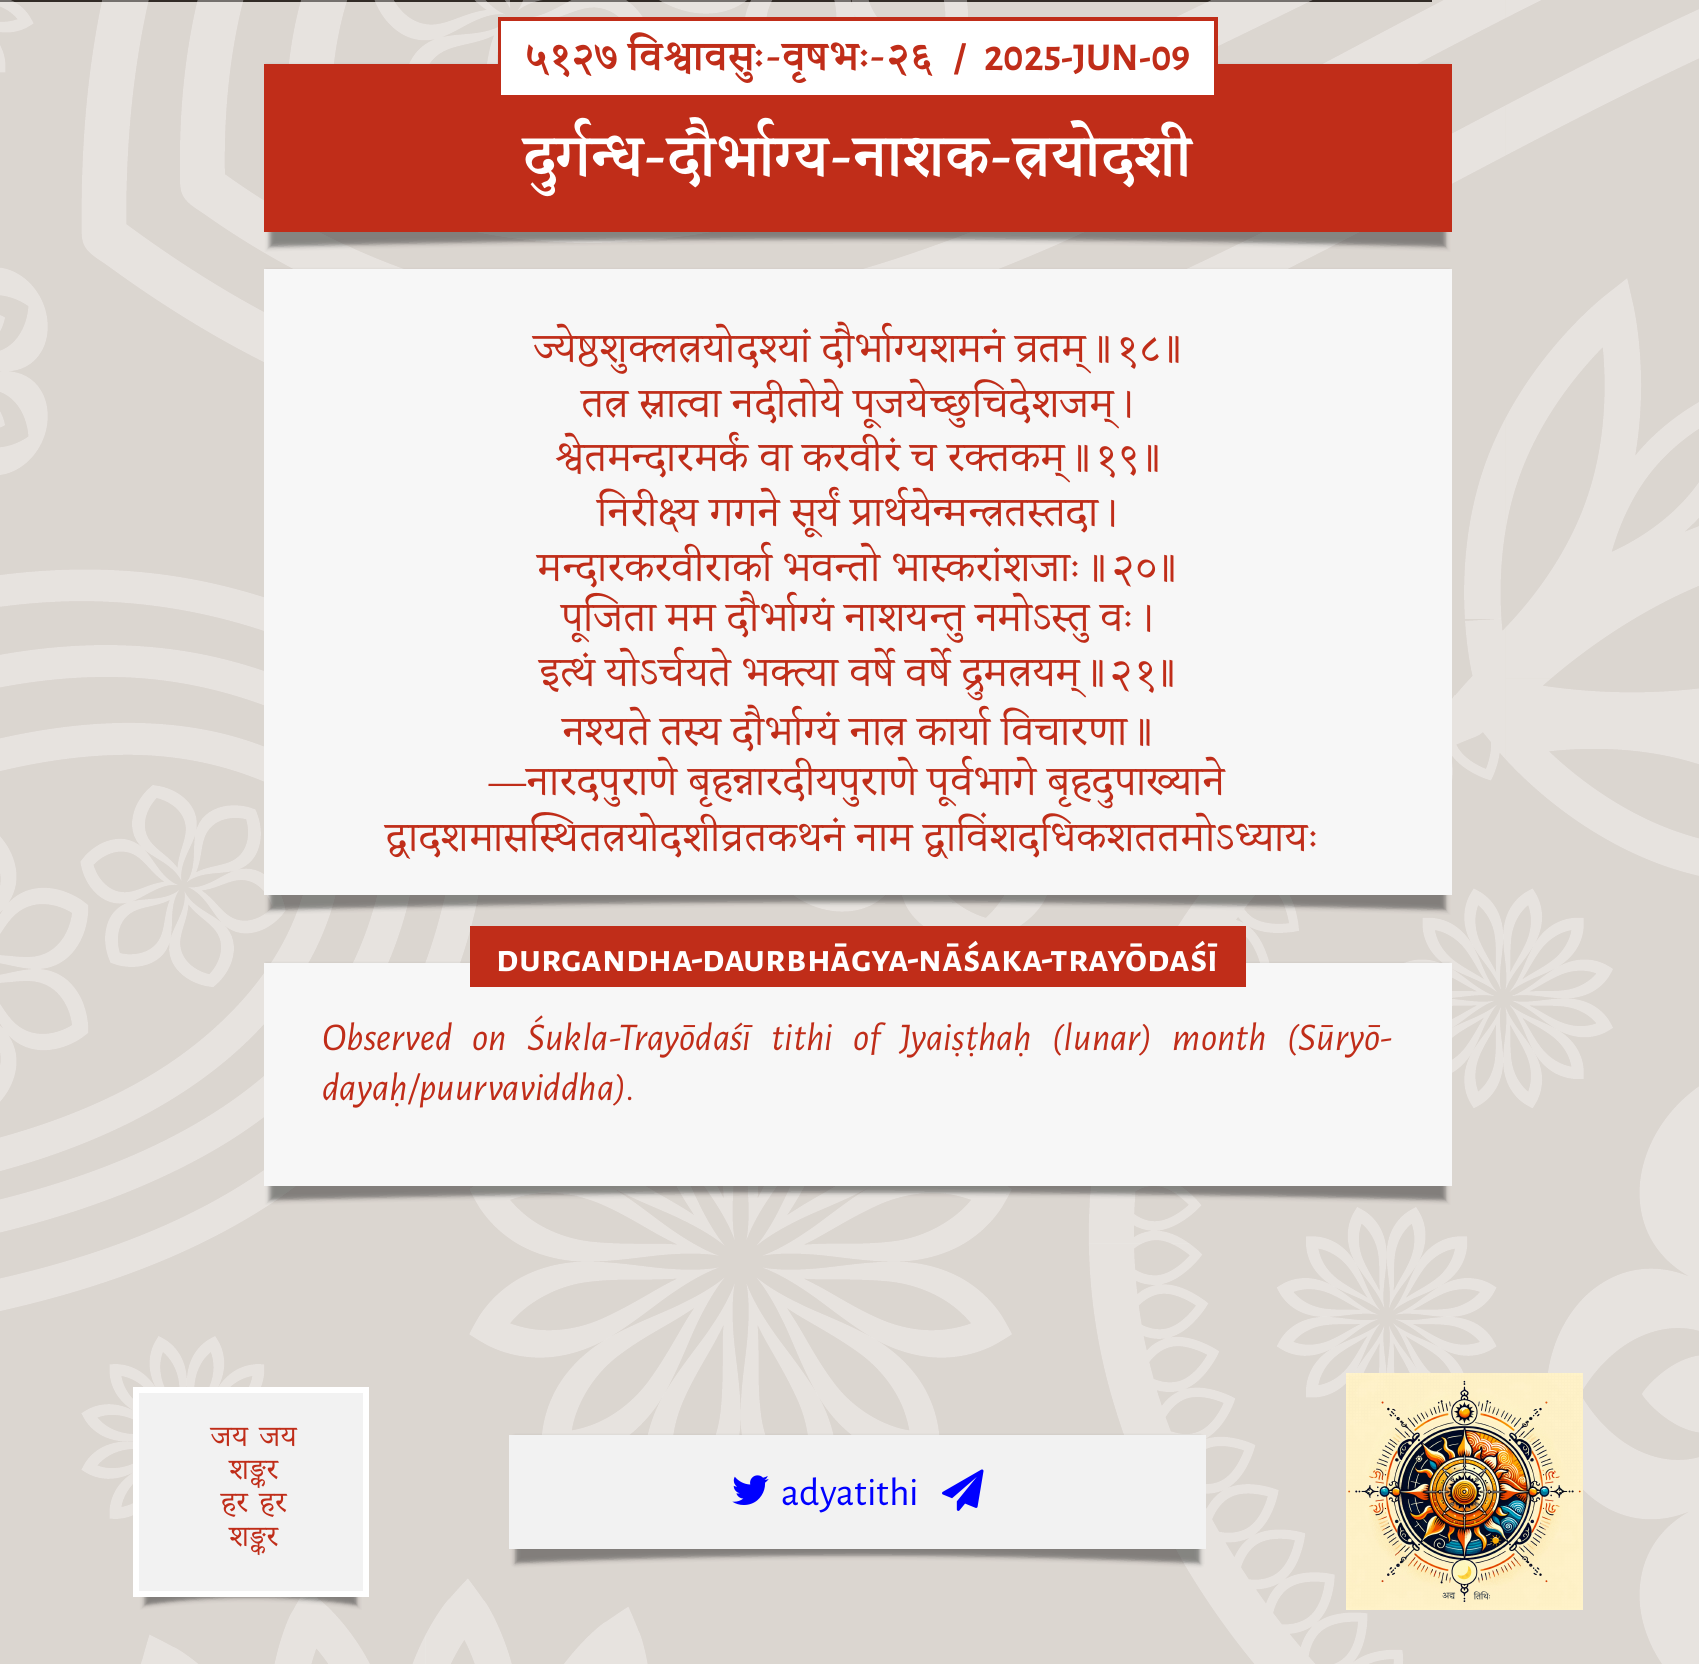 ५१२७ विश्वावसुः-वृषभः-२६ / 2025-JUN-09
दुर्गन्ध-दौर्भाग्य-नाशक-त्रयोदशी
ज्येष्ठशुक्लत्रयोदश्यां दौर्भाग्यशमनं व्रतम्॥१८॥
तत्र स्नात्वा नदीतोये पूजयेच्छुचिदेशजम्।
श्वेतमन्दारमर्कं वा करवीरं च रक्तकम्॥१९॥
निरीक्ष्य गगने सूर्यं प्रार्थयेन्मन्त्रतस्तदा।
मन्दारकरवीरार्का भवन्तो भास्करांशजाः॥२०॥
पूजिता मम दौर्भाग्यं नाशयन्तु नमोऽस्तु वः।
इत्थं योऽर्चयते भक्त्या वर्षे वर्षे द्रुमत्रयम्॥२१॥
नश्यते तस्य दौर्भाग्यं नात्र कार्या विचारणा॥
—नारदपुराणे बृहन्नारदीयपुराणे पूर्वभागे बृहदुपाख्याने
द्वादशमासस्थितत्रयोदशीव्रतकथनं नाम द्वाविंशदधिकशततमोऽध्यायः
DURGANDHA-DAURBHĀGYA-NĀŚAKA-TRAYŌDAŚĪ
Observed on Śukla-Trayōdaśī tithi of Jyaiṣṭhaḥ (lunar) month (Sūryō-
dayaḥ/puurvaviddha).
जय जय
शङ्कर
हर हर
शङ्कर
adyatithi
अद्य तिथिः